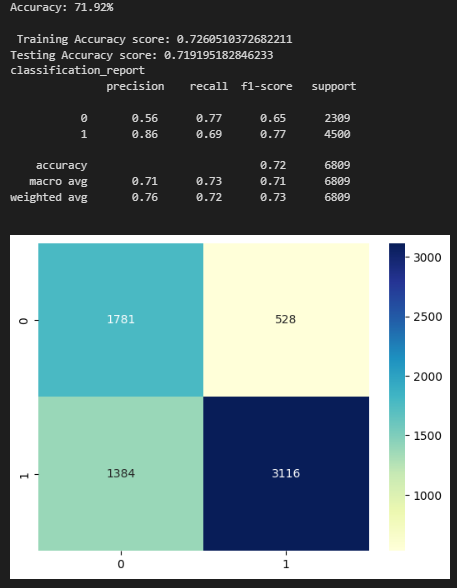 Accuracy: 71.92%
Training Accuracy score: 0.7260510372682211
Testing Accuracy score: 0.719195182846233
classification_report
precision recall f1-score support
0 0.56 0.77 0.65 2309
1 0.86 0.69 0.77 4500
accuracy 0.72 6809
macro avg 0.71 0.73 0.71 6809
weighted avg 0.76 0.72 0.73 6809
3000
0 1781 528
2500
2000
1500
1 1384 3116
1000
0 1